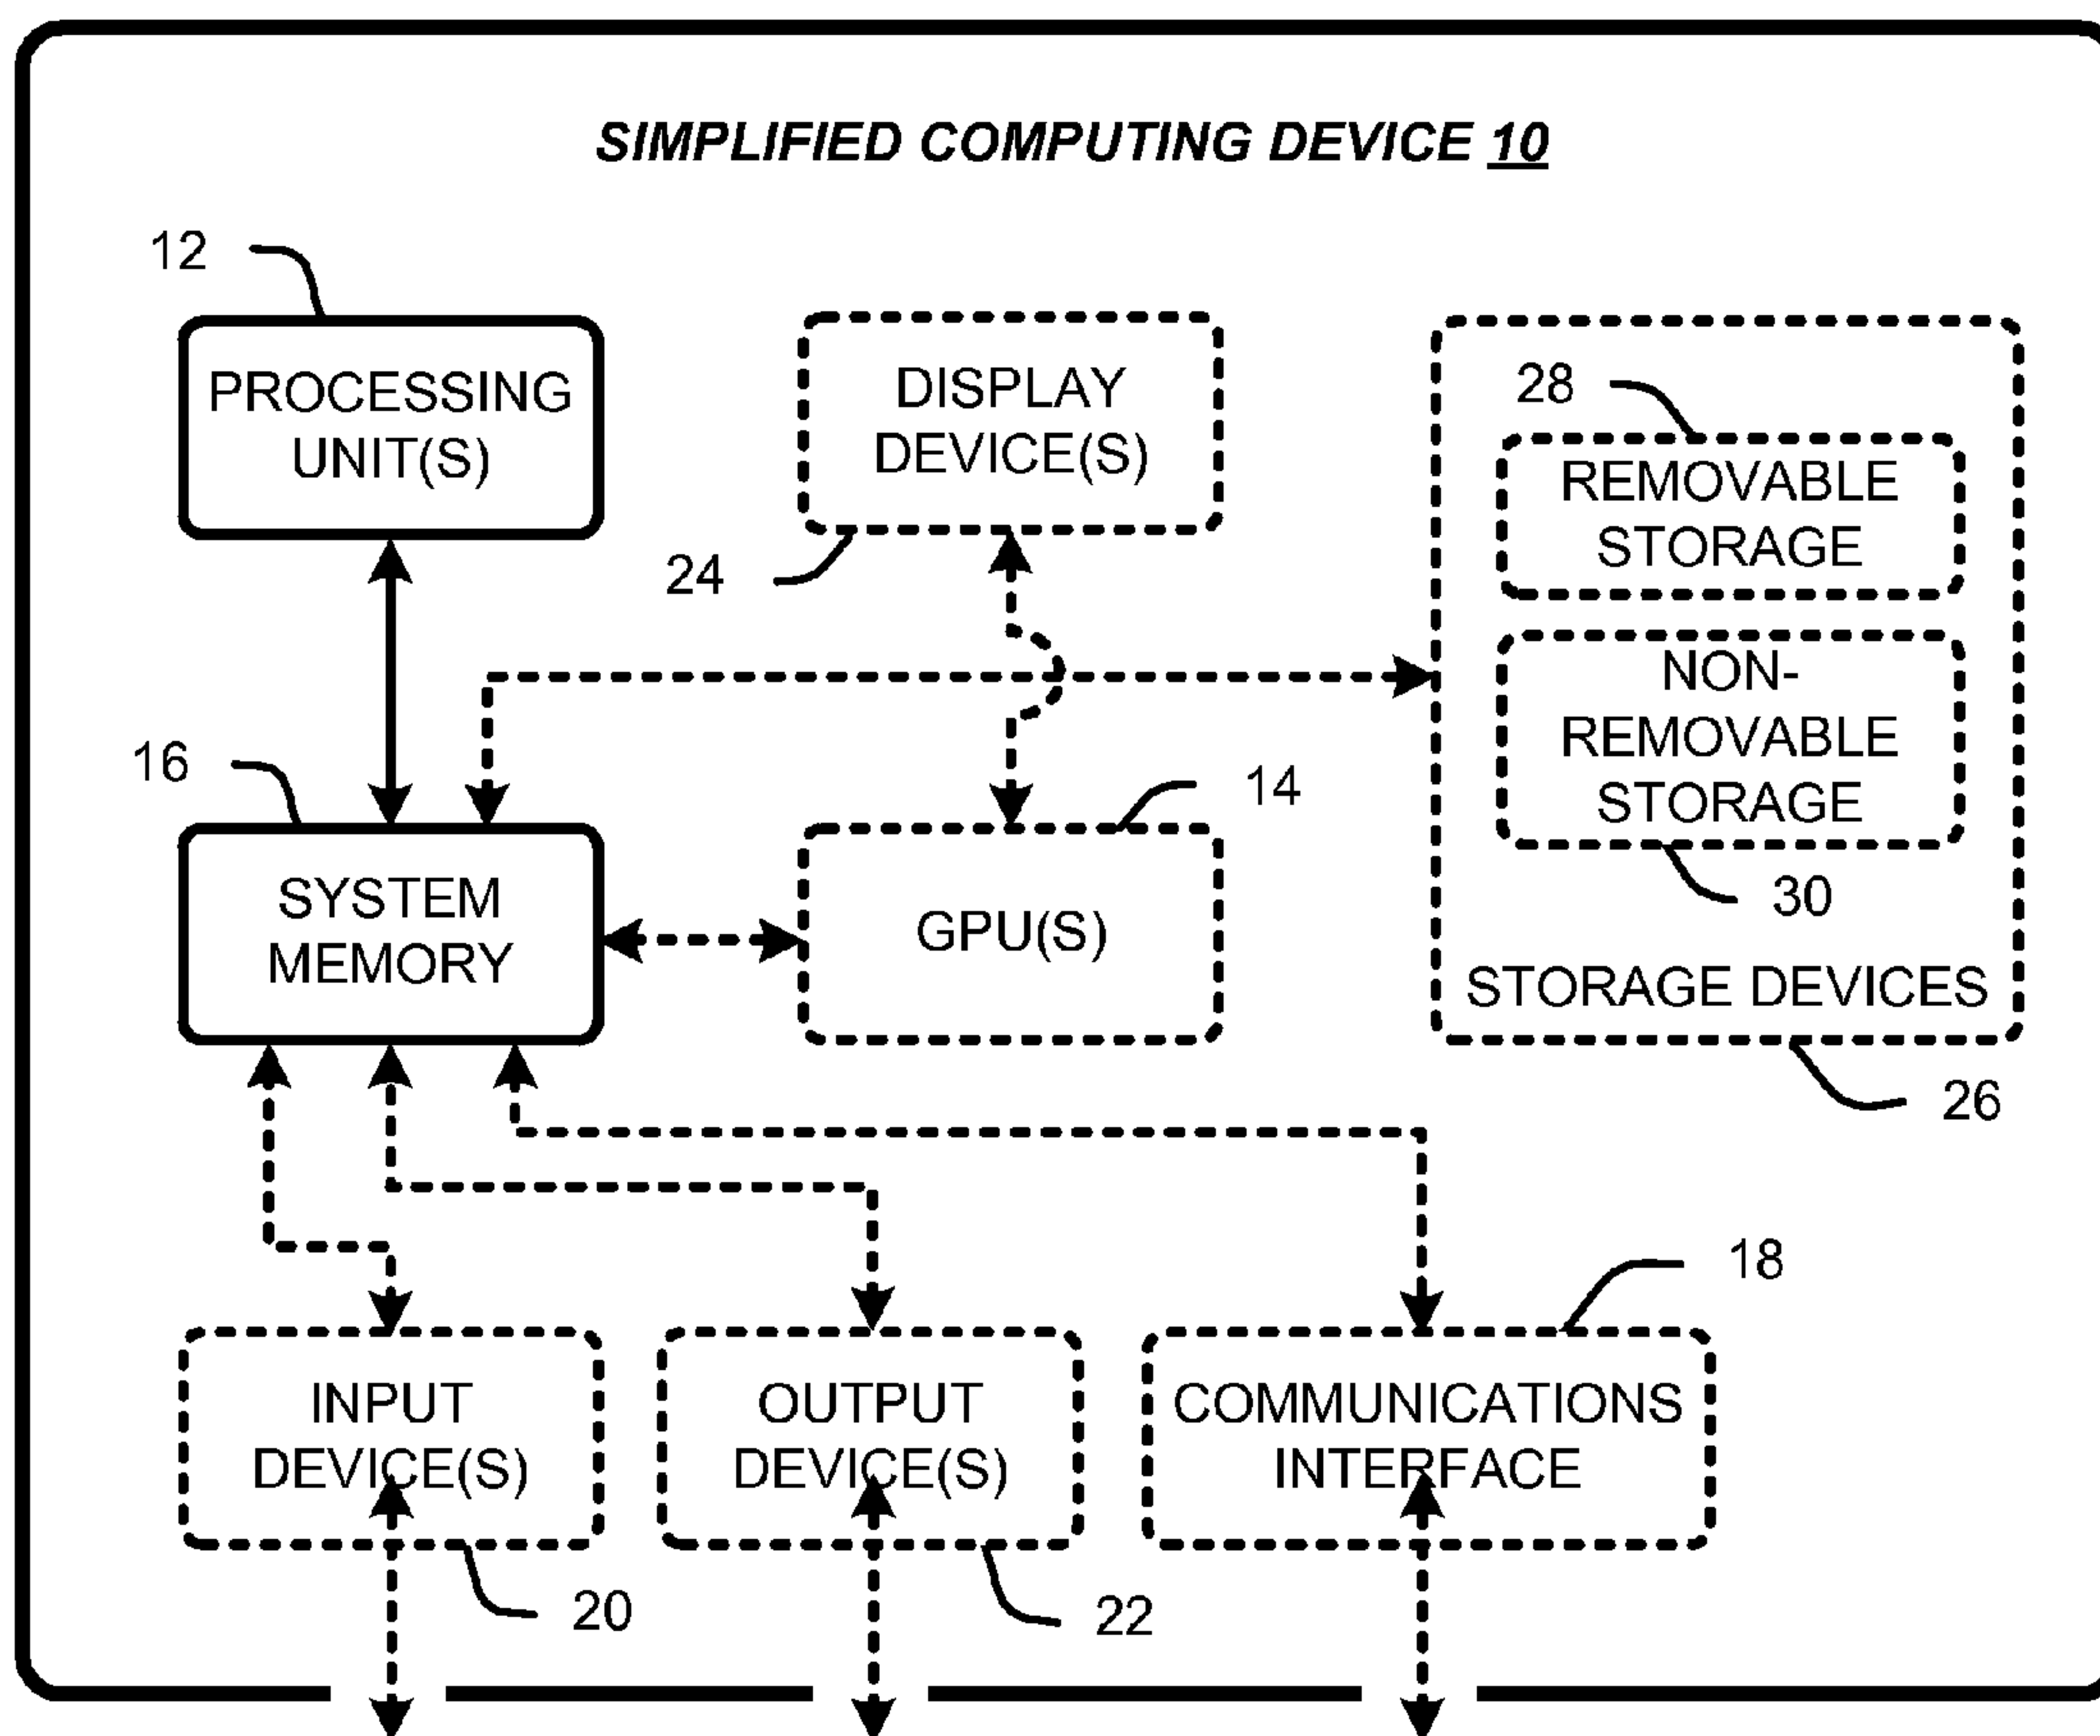 SIMPLIFIED COMPUTING DEVICE 10
12
PROCESSING
UNIT(S)
DISPLAY
DEVICE(S)
24
28
REMOVABLE
STORAGE
NON-
REMOVABLE
STORAGE
30
STORAGE DEVICES
26
16
SYSTEM
MEMORY
14
GPU(S)
18
INPUT
DEVICE(S)
20
OUTPUT
DEVICE(S)
22
COMMUNICATIONS
INTERFACE